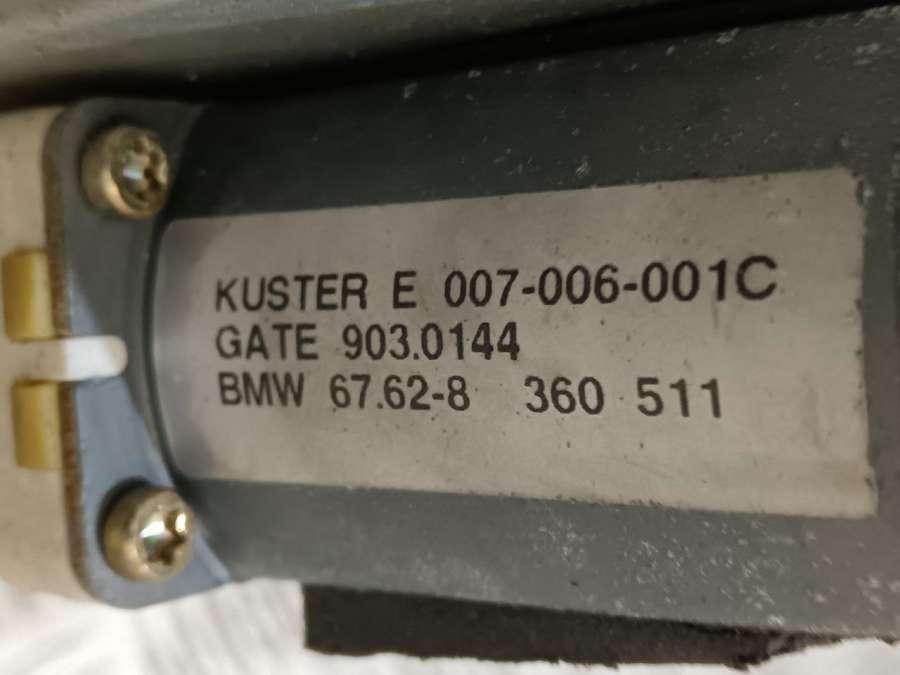 KUSTER E 007-006-001C
GATE 903.0144
BMW 67.62-8 360 511